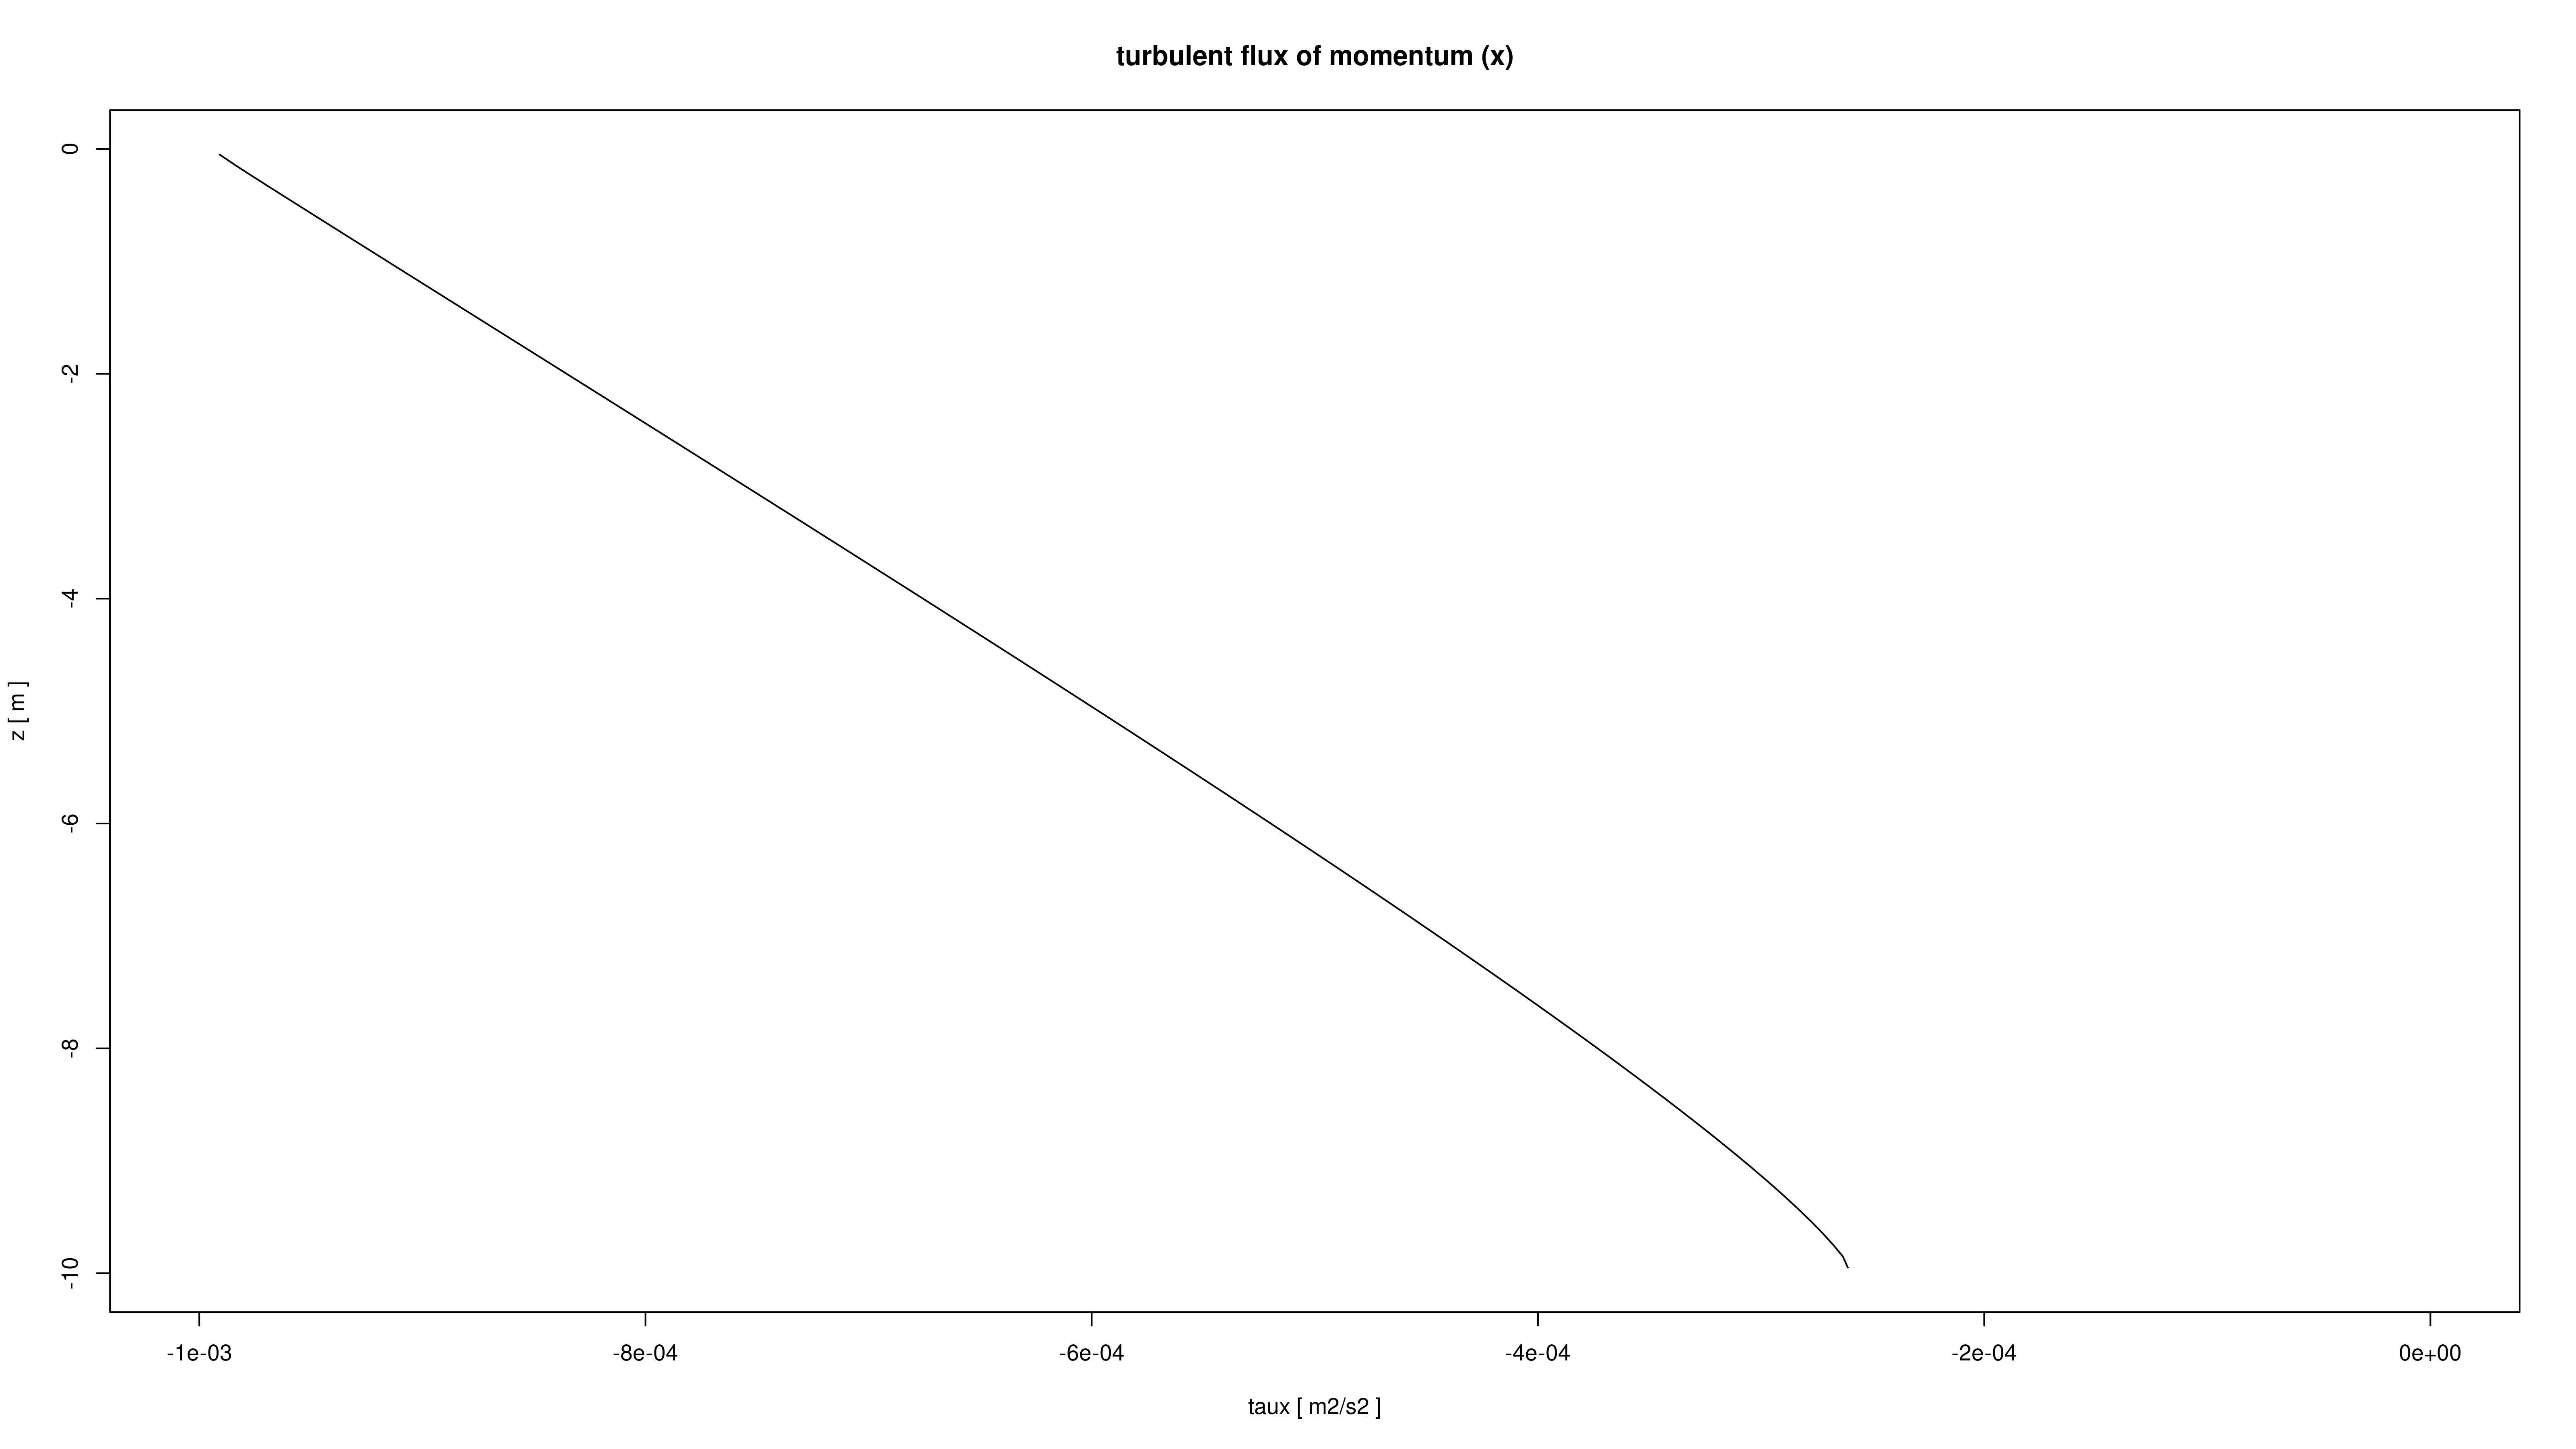 turbulent flux of momentum (x)
0
-2
-4
-6
-8
-10
z [ m ]
-1e-03 -8e-04 -6e-04 -4e-04 -2e-04 0e+00
taux [ m2/s2 ]